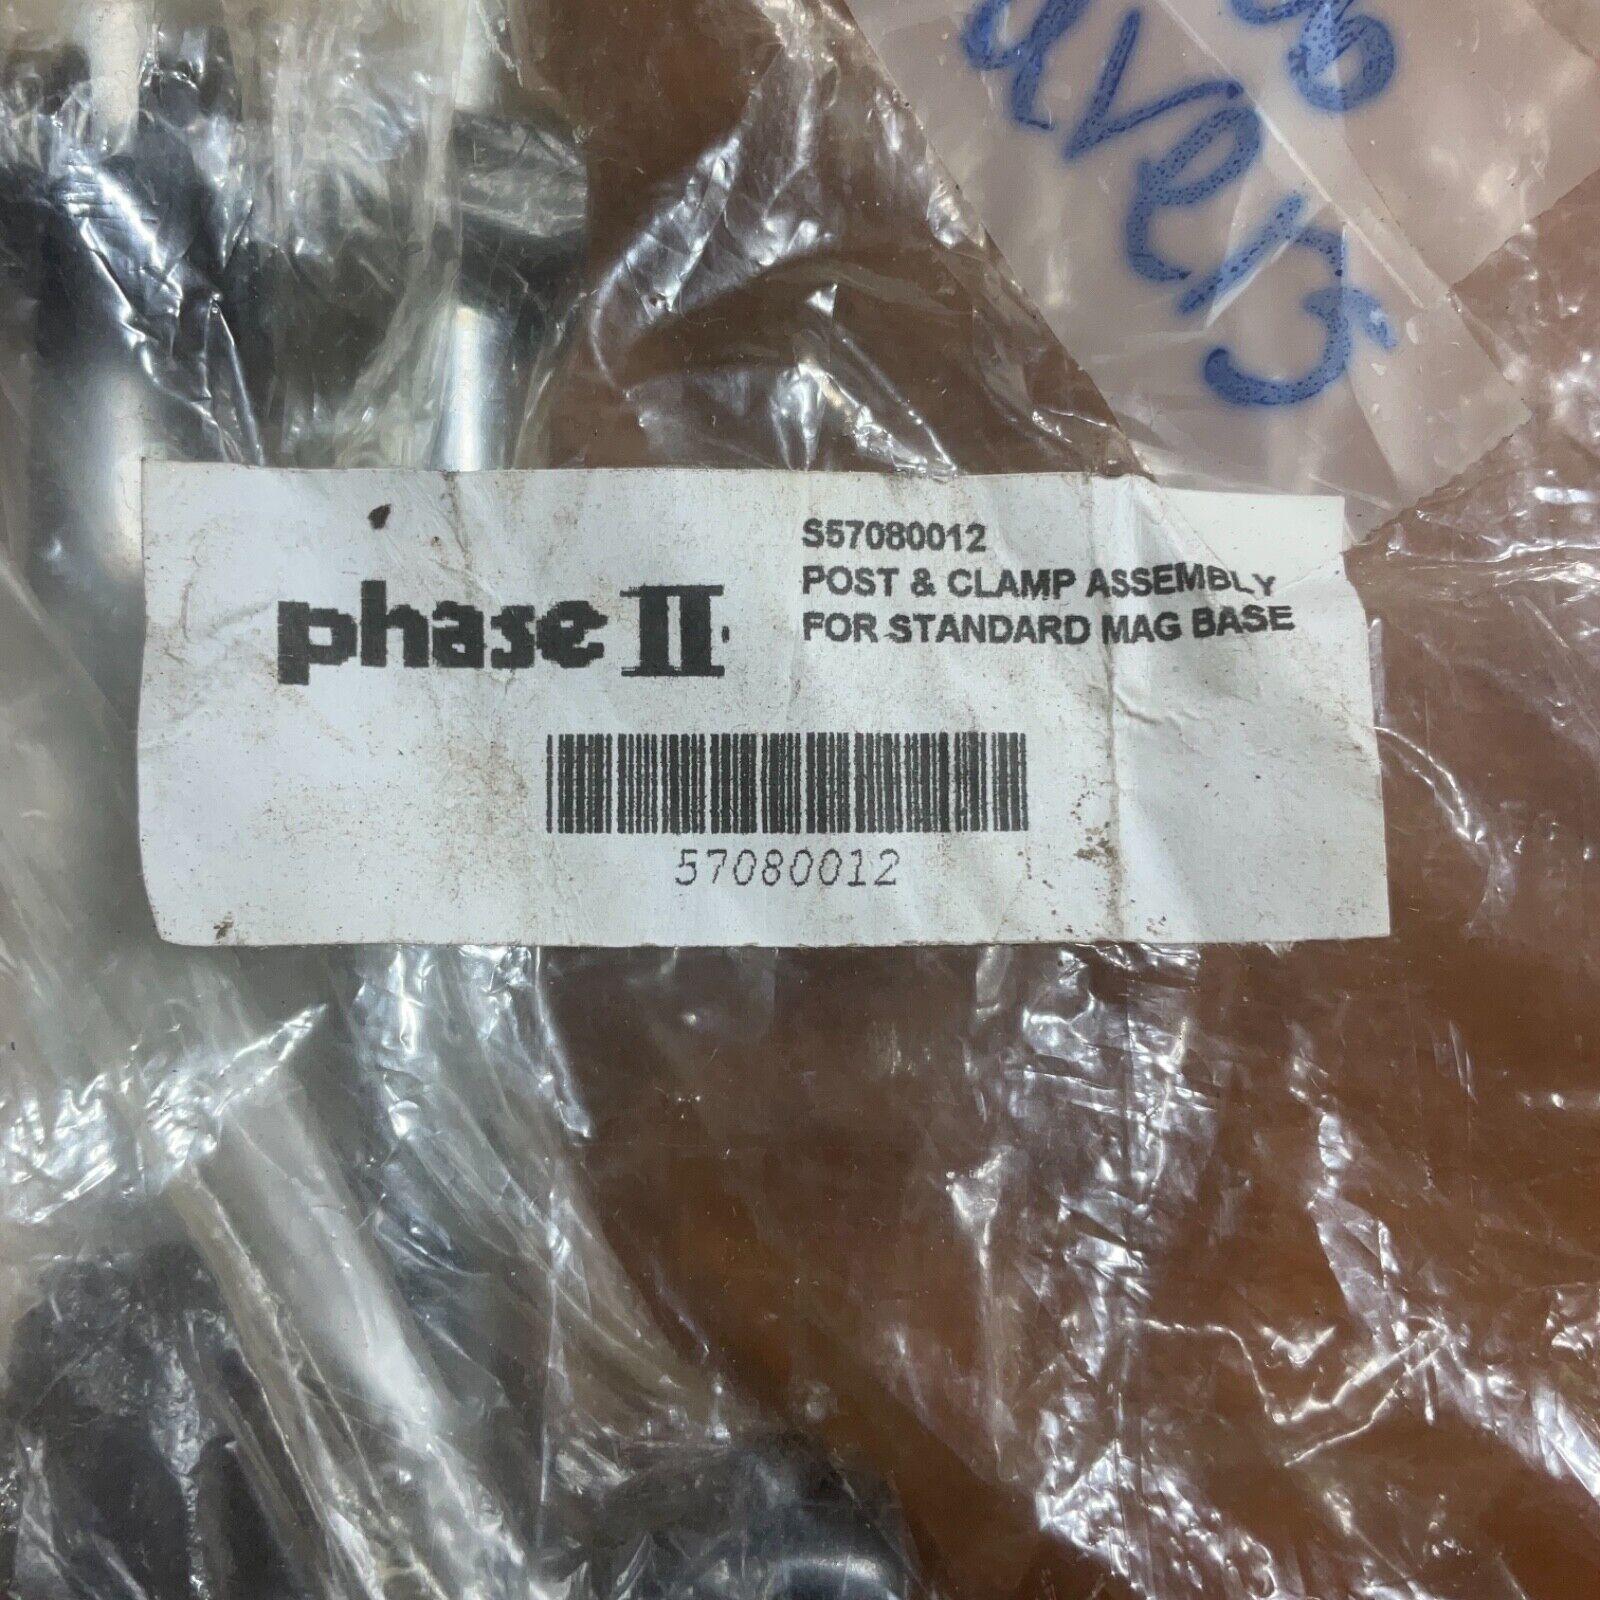 S57080012
POST & CLAMP ASSEMBLY
FOR STANDARD MAG BASE
phase II
57080012